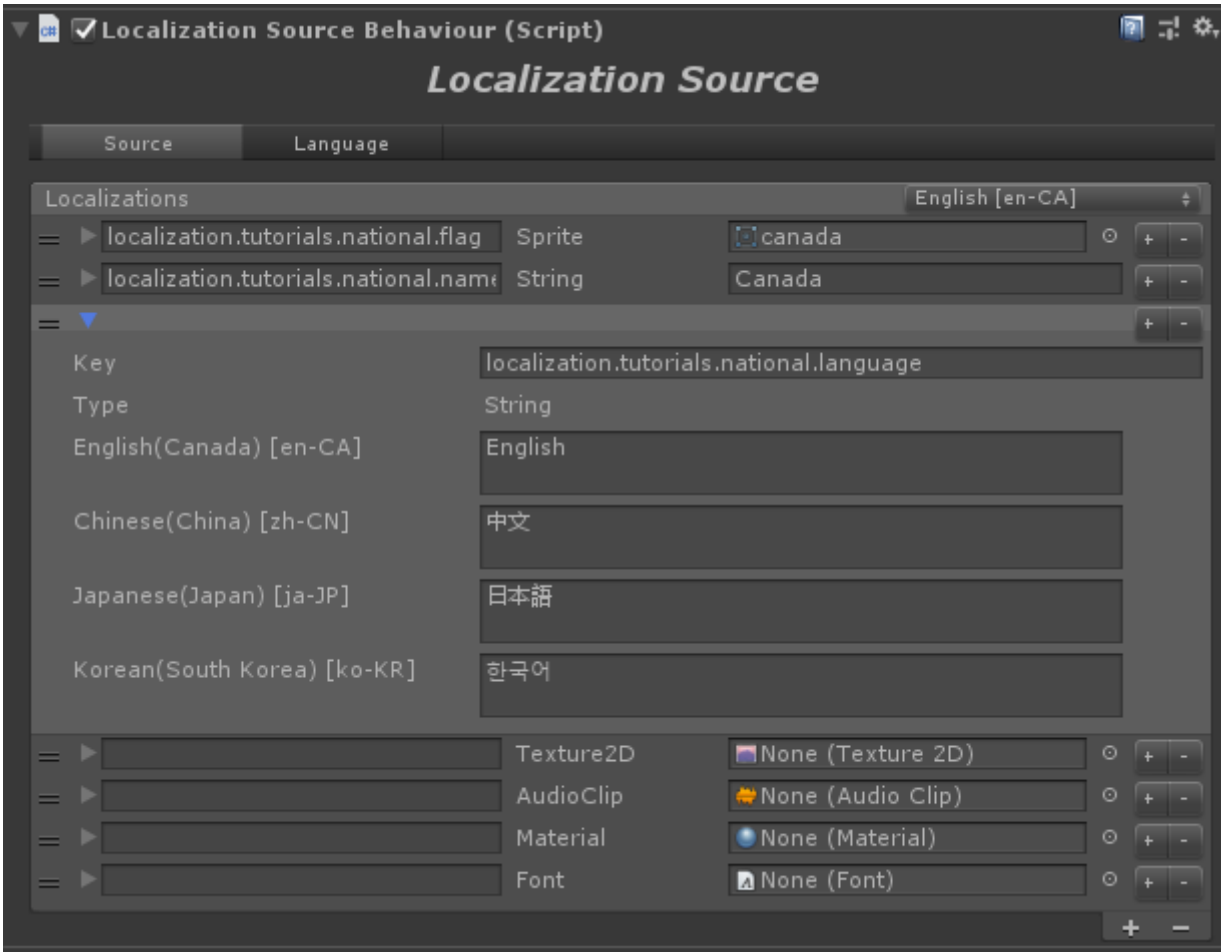 Localization Source Behaviour (Script)
Localization Source
Source Language
Localizations English [en-CA]
localization.tutorials.national.flag Sprite canada + -
localization.tutorials.national.name String Canada + -
+ -
Key localization.tutorials.national.language
Type String
English(Canada) [en-CA] English
Chinese(China) [zh-CN] 中文
Japanese(Japan) [ja-JP] 日本語
Korean(South Korea) [ko-KR] 한국어
Texture2D None (Texture 2D) + -
AudioClip None (Audio Clip) + -
Material None (Material) + -
Font None (Font) + -
+ −